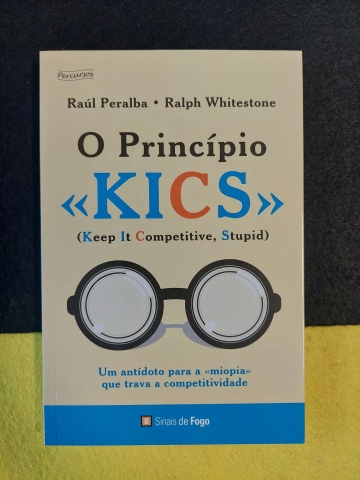 Percursos
Raúl Peralba • Ralph Whitestone
O Princípio
«KICS»
(Keep It Competitive, Stupid)
Um antídoto para a «miopia»
que trava a competitividade
Sinais de Fogo